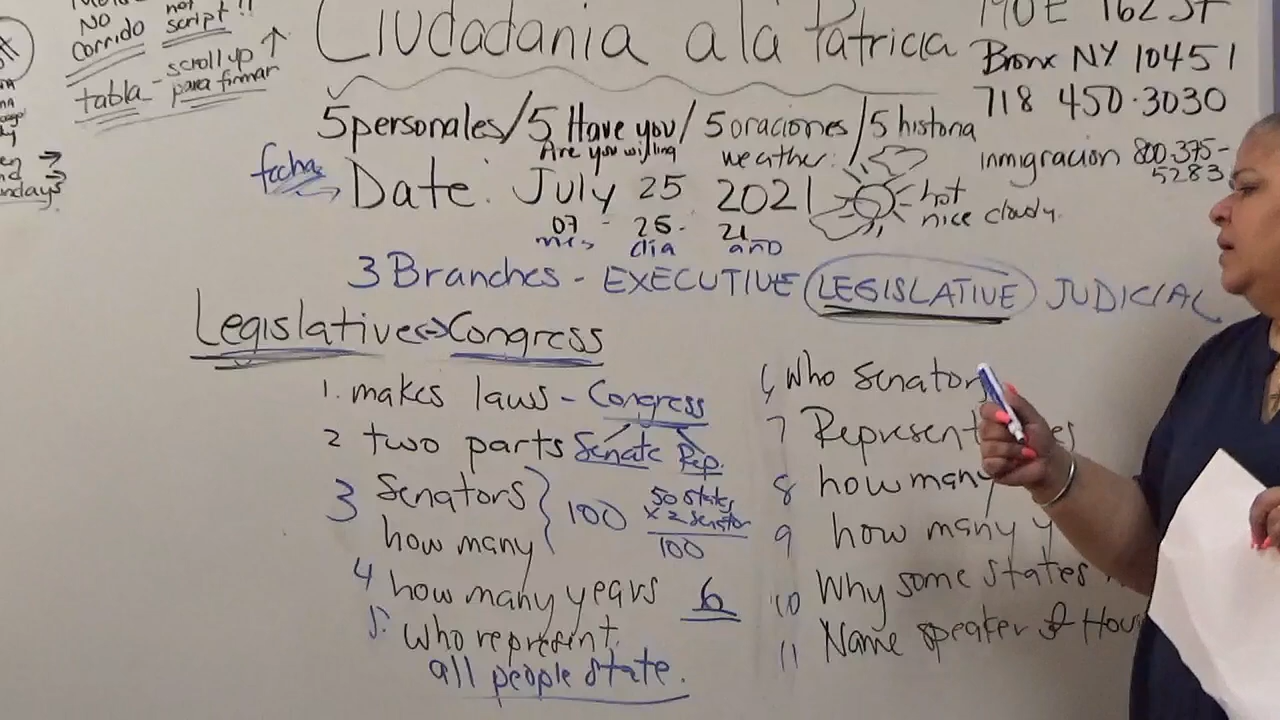 not
NO script!!
corrido
scroll up ↑
tabla - para firmar
Ciudadania a la Patricia
190 E 162 ST
Bronx NY 10451
718 450·3030
inmigracion 800-375-
5283
5 personales/5 Have you/5 oraciones/5 historia
Are you willing
weather:
fecha
Date: July 25 2021
hot
nice cloudy.
07 - 25 - 21
mes dia año
3 Branches - EXECUTIVE LEGISLATIVE JUDICIAL
Legislative<->Congress
1. makes laws - Congress
2 two parts Senate Rep.
3 Senators
how many } 100
50 states
x 2 senator
100
4 how many years 6
5. who represent.
all people state.
6, Who Senator
7 Represent es
8 how many
9 how many y
10 Why some states
11 Name speaker of Hou